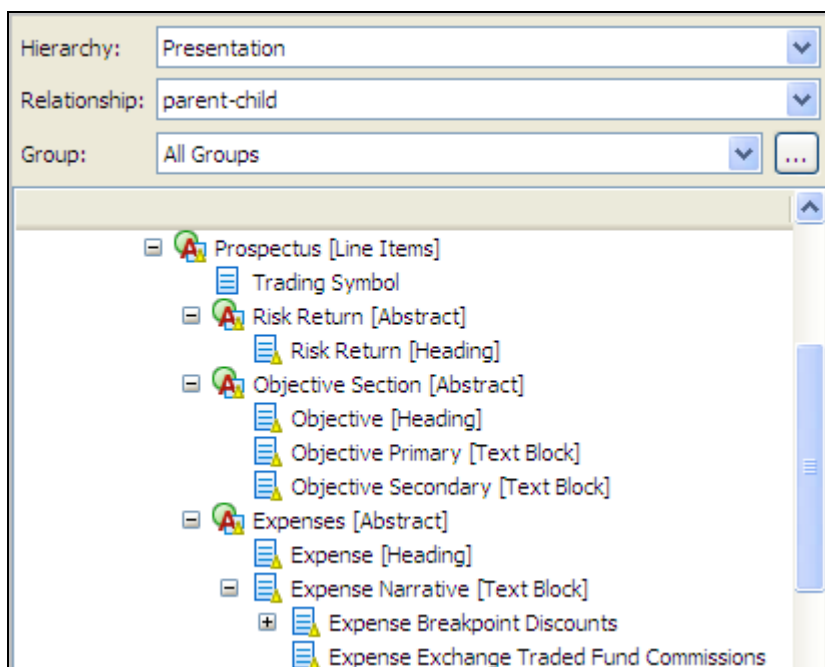 Hierarchy: Presentation
Relationship: parent-child
Group: All Groups ...
Prospectus [Line Items]
Trading Symbol
Risk Return [Abstract]
Risk Return [Heading]
Objective Section [Abstract]
Objective [Heading]
Objective Primary [Text Block]
Objective Secondary [Text Block]
Expenses [Abstract]
Expense [Heading]
Expense Narrative [Text Block]
Expense Breakpoint Discounts
Expense Exchange Traded Fund Commissions